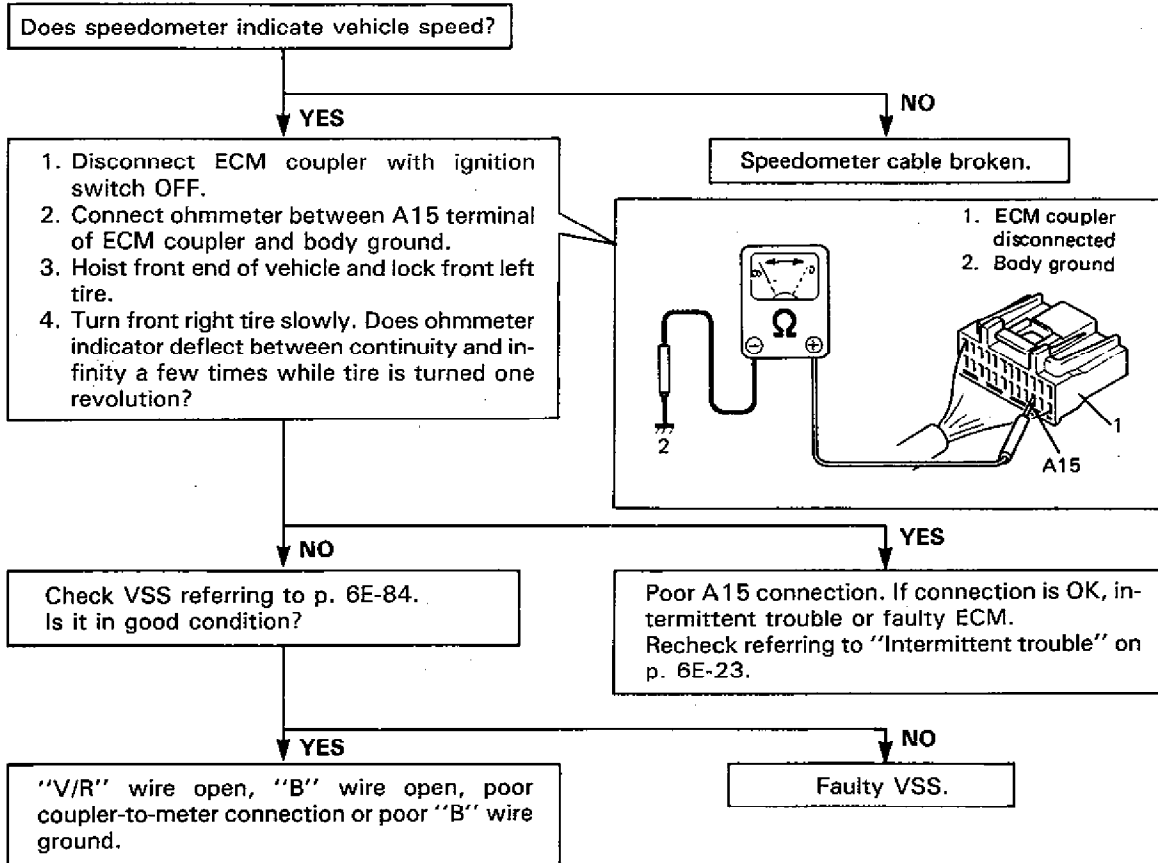 Does speedometer indicate vehicle speed?
YES
NO
1. Disconnect ECM coupler with ignition
switch OFF.
2. Connect ohmmeter between A15 terminal
of ECM coupler and body ground.
3. Hoist front end of vehicle and lock front left
tire.
4. Turn front right tire slowly. Does ohmmeter
indicator deflect between continuity and in-
finity a few times while tire is turned one
revolution?
Speedometer cable broken.
1. ECM coupler
disconnected
2. Body ground
∞ 0
Ω
⊖ ⊕
2
1
A15
NO
YES
Check VSS referring to p. 6E-84.
Is it in good condition?
Poor A15 connection. If connection is OK, in-
termittent trouble or faulty ECM.
Recheck referring to "Intermittent trouble" on
p. 6E-23.
YES
NO
"V/R" wire open, "B" wire open, poor
coupler-to-meter connection or poor "B" wire
ground.
Faulty VSS.